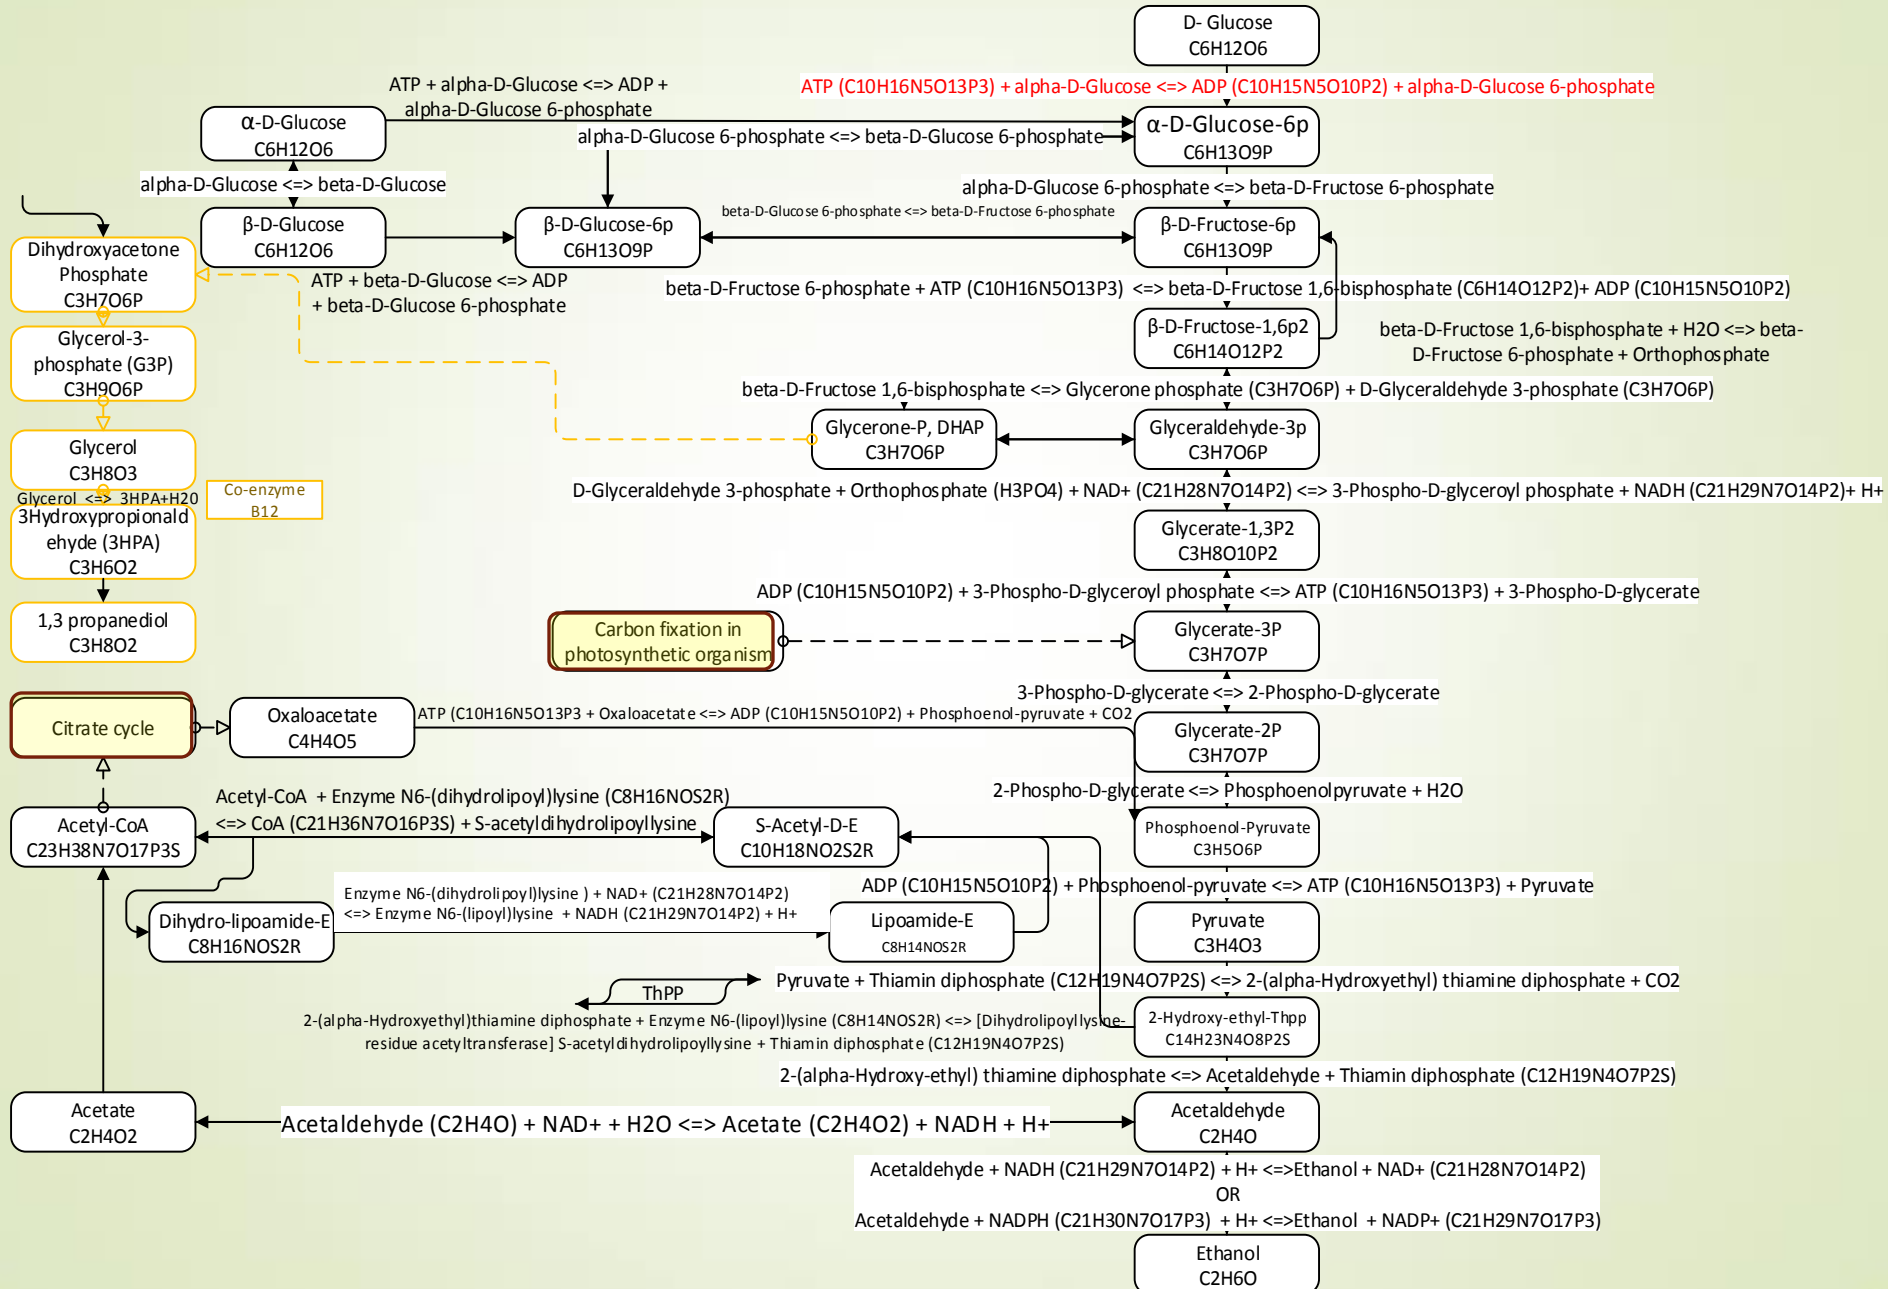 D- Glucose
C6H12O6
ATP + alpha-D-Glucose <=> ADP +
alpha-D-Glucose 6-phosphate
ATP (C10H16N5O13P3) + alpha-D-Glucose <=> ADP (C10H15N5O10P2) + alpha-D-Glucose 6-phosphate
α-D-Glucose
C6H12O6
alpha-D-Glucose 6-phosphate <=> beta-D-Glucose 6-phosphate
α-D-Glucose-6p
C6H13O9P
alpha-D-Glucose <=> beta-D-Glucose
alpha-D-Glucose 6-phosphate <=> beta-D-Fructose 6-phosphate
β-D-Glucose
C6H12O6
β-D-Glucose-6p
C6H13O9P
beta-D-Glucose 6-phosphate <=> beta-D-Fructose 6-phosphate
β-D-Fructose-6p
C6H13O9P
Dihydroxyacetone
Phosphate
C3H7O6P
ATP + beta-D-Glucose <=> ADP
+ beta-D-Glucose 6-phosphate
beta-D-Fructose 6-phosphate + ATP (C10H16N5O13P3)  <=> beta-D-Fructose 1,6-bisphosphate (C6H14O12P2)+ ADP (C10H15N5O10P2)
Glycerol-3-
phosphate (G3P)
C3H9O6P
β-D-Fructose-1,6p2
C6H14O12P2
beta-D-Fructose 1,6-bisphosphate + H2O <=> beta-
D-Fructose 6-phosphate + Orthophosphate
beta-D-Fructose 1,6-bisphosphate <=> Glycerone phosphate (C3H7O6P) + D-Glyceraldehyde 3-phosphate (C3H7O6P)
Glycerol
C3H8O3
Glycerone-P, DHAP
C3H7O6P
Glyceraldehyde-3p
C3H7O6P
Glycerol <=> 3HPA+H20
Co-enzyme
B12
D-Glyceraldehyde 3-phosphate + Orthophosphate (H3PO4) + NAD+ (C21H28N7O14P2) <=> 3-Phospho-D-glyceroyl phosphate + NADH (C21H29N7O14P2)+ H+
3Hydroxypropionald
ehyde (3HPA)
C3H6O2
Glycerate-1,3P2
C3H8O10P2
ADP (C10H15N5O10P2) + 3-Phospho-D-glyceroyl phosphate <=> ATP (C10H16N5O13P3) + 3-Phospho-D-glycerate
1,3 propanediol
C3H8O2
Carbon fixation in
photosynthetic organism
Glycerate-3P
C3H7O7P
3-Phospho-D-glycerate <=> 2-Phospho-D-glycerate
Citrate cycle
Oxaloacetate
C4H4O5
ATP (C10H16N5O13P3 + Oxaloacetate <=> ADP (C10H15N5O10P2) + Phosphoenol-pyruvate + CO2
Glycerate-2P
C3H7O7P
2-Phospho-D-glycerate <=> Phosphoenolpyruvate + H2O
Acetyl-CoA  + Enzyme N6-(dihydrolipoyl)lysine (C8H16NOS2R)
<=> CoA (C21H36N7O16P3S) + S-acetyldihydrolipoyllysine
Acetyl-CoA
C23H38N7O17P3S
S-Acetyl-D-E
C10H18NO2S2R
Phosphoenol-Pyruvate
C3H5O6P
Enzyme N6-(dihydrolipoyl)lysine ) + NAD+ (C21H28N7O14P2)
<=> Enzyme N6-(lipoyl)lysine  + NADH (C21H29N7O14P2) + H+
ADP (C10H15N5O10P2) + Phosphoenol-pyruvate <=> ATP (C10H16N5O13P3) + Pyruvate
Dihydro-lipoamide-E
C8H16NOS2R
Lipoamide-E
C8H14NOS2R
Pyruvate
C3H4O3
ThPP
Pyruvate + Thiamin diphosphate (C12H19N4O7P2S) <=> 2-(alpha-Hydroxyethyl) thiamine diphosphate + CO2
2-(alpha-Hydroxyethyl)thiamine diphosphate + Enzyme N6-(lipoyl)lysine (C8H14NOS2R) <=> [Dihydrolipoyllysine-
residue acetyltransferase] S-acetyldihydrolipoyllysine + Thiamin diphosphate (C12H19N4O7P2S)
2-Hydroxy-ethyl-Thpp
C14H23N4O8P2S
2-(alpha-Hydroxy-ethyl) thiamine diphosphate <=> Acetaldehyde + Thiamin diphosphate (C12H19N4O7P2S)
Acetate
C2H4O2
Acetaldehyde (C2H4O) + NAD+ + H2O <=> Acetate (C2H4O2) + NADH + H+
Acetaldehyde
C2H4O
Acetaldehyde + NADH (C21H29N7O14P2) + H+ <=>Ethanol + NAD+ (C21H28N7O14P2)
OR
Acetaldehyde + NADPH (C21H30N7O17P3)  + H+ <=>Ethanol  + NADP+ (C21H29N7O17P3)
Ethanol
C2H6O